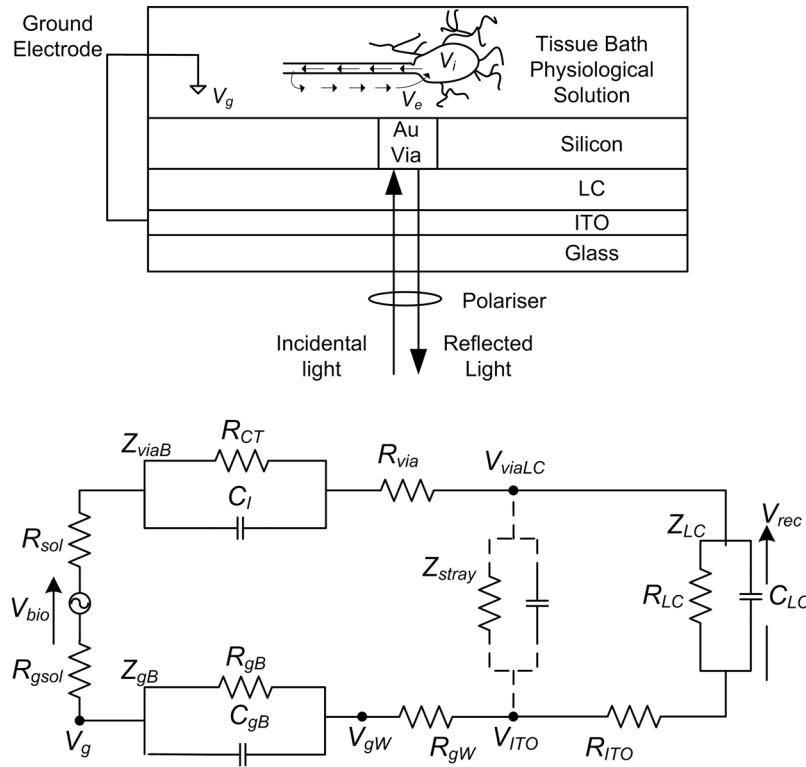 Ground
Electrode
V_g
V_i
V_e
Tissue Bath
Physiological
Solution
Au
Via
Silicon
LC
ITO
Glass
Polariser
Incidental
light
Reflected
Light
Z_viaB
R_CT
C_I
R_via
V_viaLC
R_sol
V_bio
R_gsol
Z_stray
Z_LC
V_rec
R_LC
C_LC
Z_gB
R_gB
C_gB
V_g
V_gW
R_gW
V_ITO
R_ITO